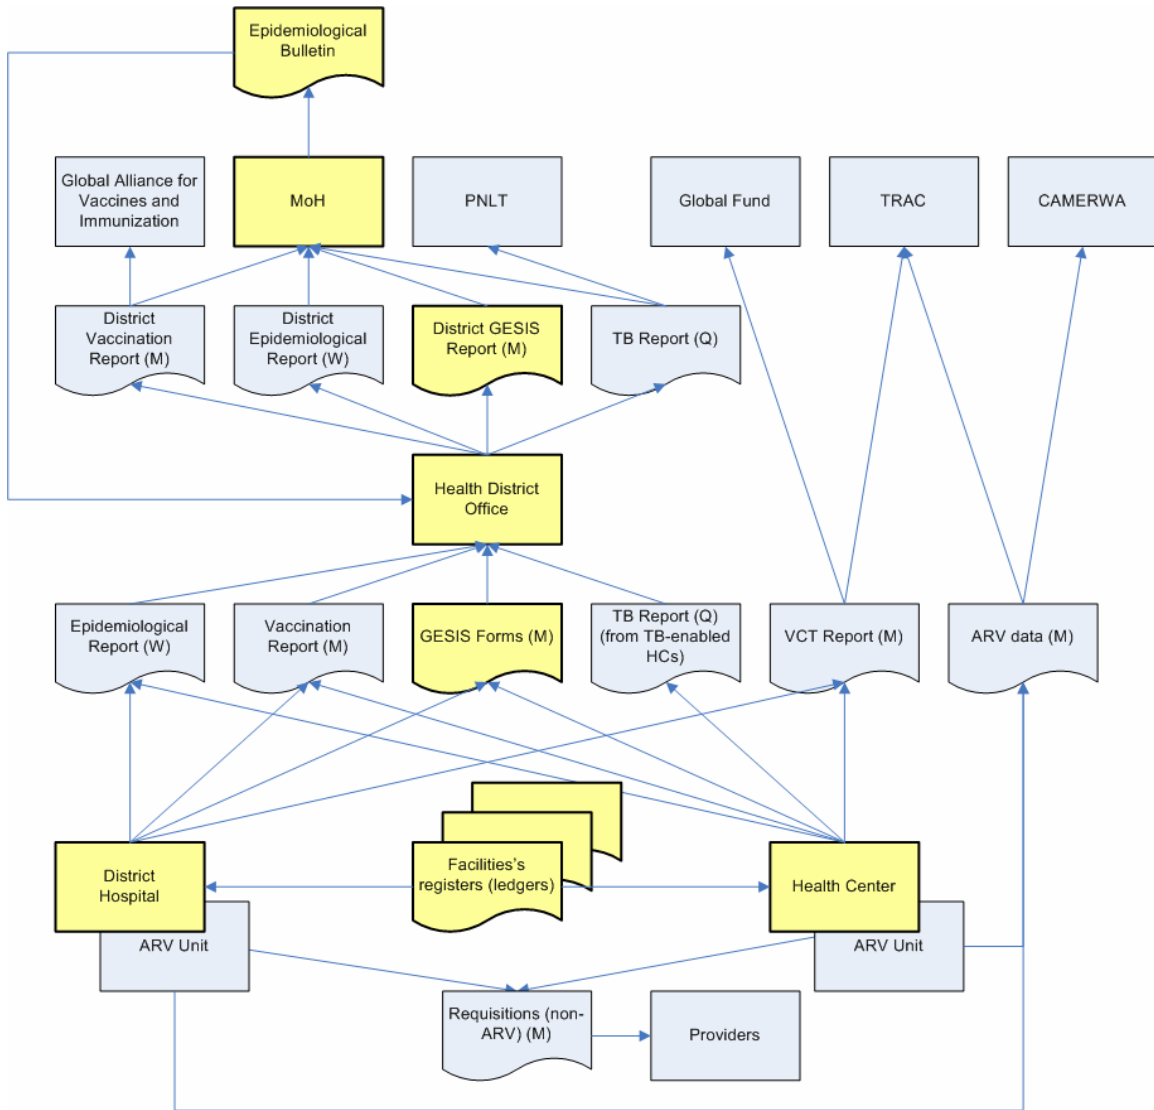 Epidemiological
Bulletin
Global Alliance for
Vaccines and
Immunization
MoH
PNLT
Global Fund
TRAC
CAMERWA
District
Vaccination
Report (M)
District
Epidemiological
Report (W)
District GESIS
Report (M)
TB Report (Q)
Health District
Office
Epidemiological
Report (W)
Vaccination
Report (M)
GESIS Forms (M)
TB Report (Q)
(from TB-enabled
HCs)
VCT Report (M)
ARV data (M)
District
Hospital
Facilities's
registers (ledgers)
Health Center
ARV Unit
ARV Unit
Requisitions (non-
ARV) (M)
Providers